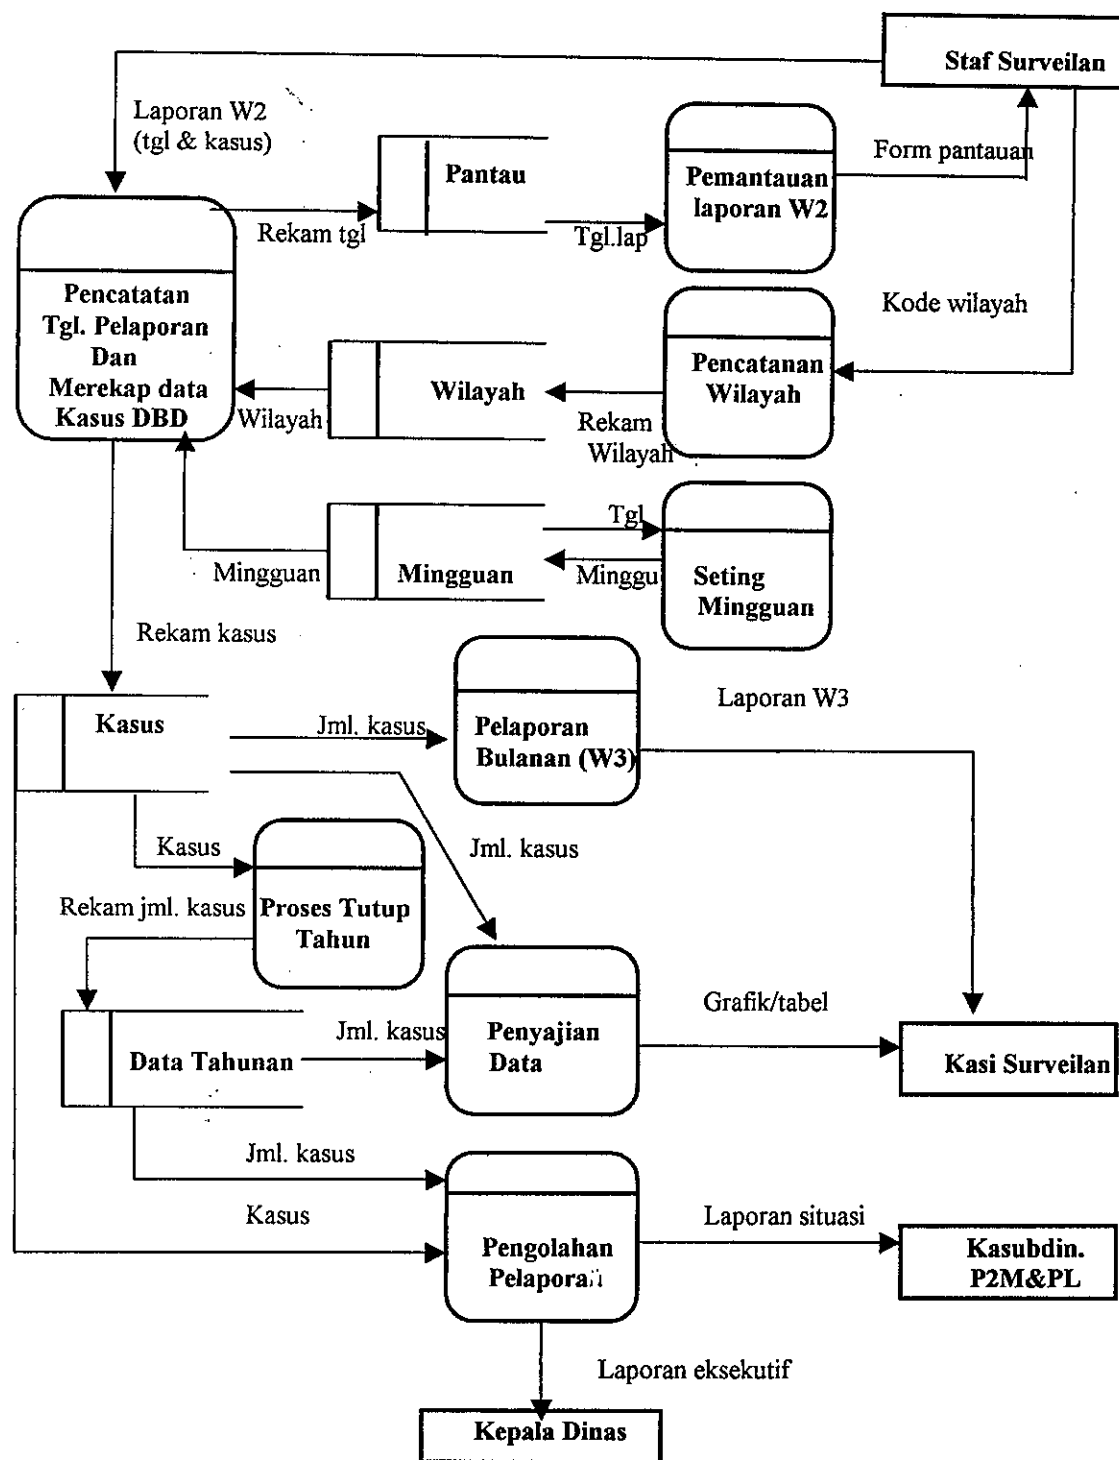 Staf Surveilan
Laporan W2
(tgl & kasus)
Pantau
Pemantauan
laporan W2
Form pantauan
Rekam tgl
Tgl.lap
Pencatatan
Tgl. Pelaporan
Dan
Merekap data
Kasus DBD
Kode wilayah
Wilayah
Wilayah
Rekam
Wilayah
Pencatanan
Wilayah
Mingguan
Mingguan
Tgl
Minggu
Seting
Mingguan
Rekam kasus
Kasus
Jml. kasus
Pelaporan
Bulanan (W3)
Laporan W3
Kasus
Jml. kasus
Rekam jml. kasus
Proses Tutup
Tahun
Data Tahunan
Jml. kasus
Penyajian
Data
Grafik/tabel
Kasi Surveilan
Jml. kasus
Kasus
Pengolahan
Pelaporan
Laporan situasi
Kasubdin.
P2M&PL
Laporan eksekutif
Kepala Dinas